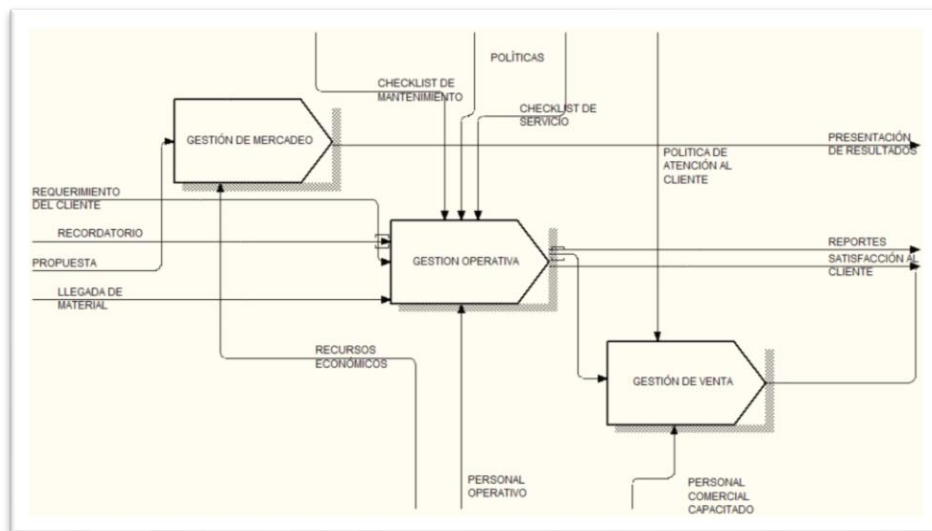 POLÌTICAS
CHECKLIST DE
MANTENIMIENTO
CHECKLIST DE
SERVICIO
GESTIÓN DE MERCADEO
PRESENTACIÓN
DE RESULTADOS
POLITICA DE
ATENCIÓN AL
CLIENTE
REQUERIMIENTO
DEL CLIENTE
RECORDATORIO
PROPUESTA
LLEGADA DE
MATERIAL
GESTION OPERATIVA
REPORTES
SATISFACCIÓN AL
CLIENTE
RECURSOS
ECONÓMICOS
GESTIÓN DE VENTA
PERSONAL
OPERATIVO
PERSONAL
COMERCIAL
CAPACITADO